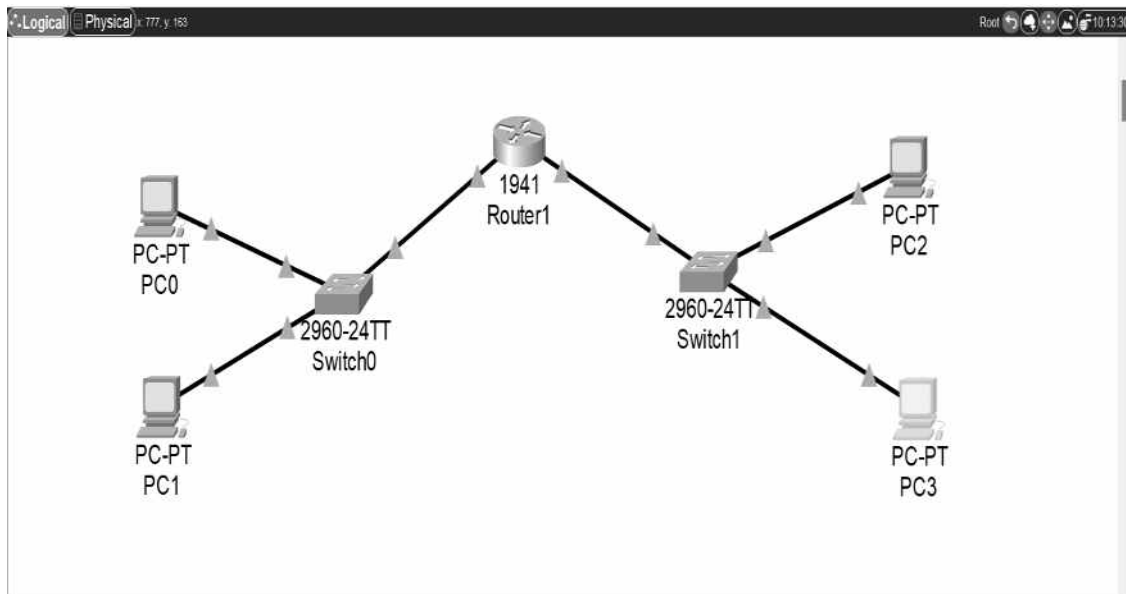 Logical Physical x: 777, y: 163 Root 10:13:30
1941
Router1
PC-PT
PC0
PC-PT
PC2
2960-24TT
Switch0
2960-24TT
Switch1
PC-PT
PC1
PC-PT
PC3